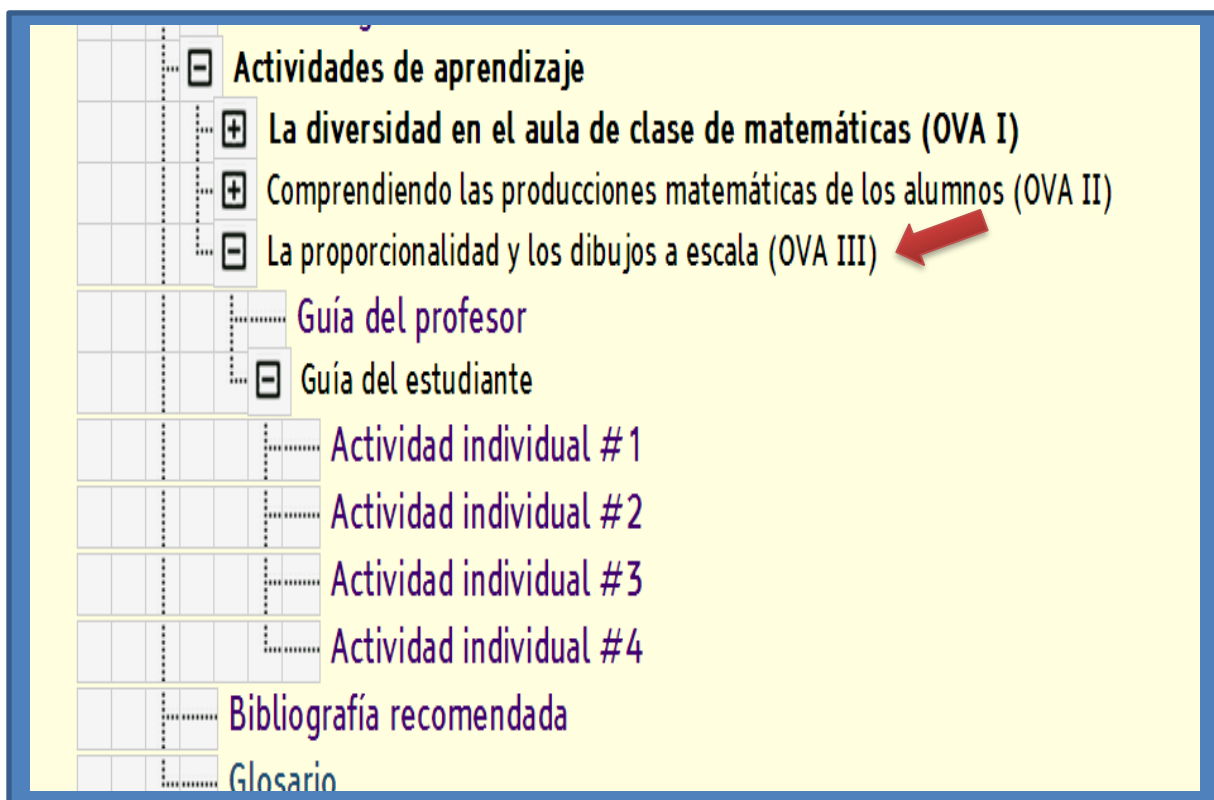 Actividades de aprendizaje
La diversidad en el aula de clase de matemáticas (OVA I)
Comprendiendo las producciones matemáticas de los alumnos (OVA II)
La proporcionalidad y los dibujos a escala (OVA III)
Guía del profesor
Guía del estudiante
Actividad individual #1
Actividad individual #2
Actividad individual #3
Actividad individual #4
Bibliografía recomendada
Glosario